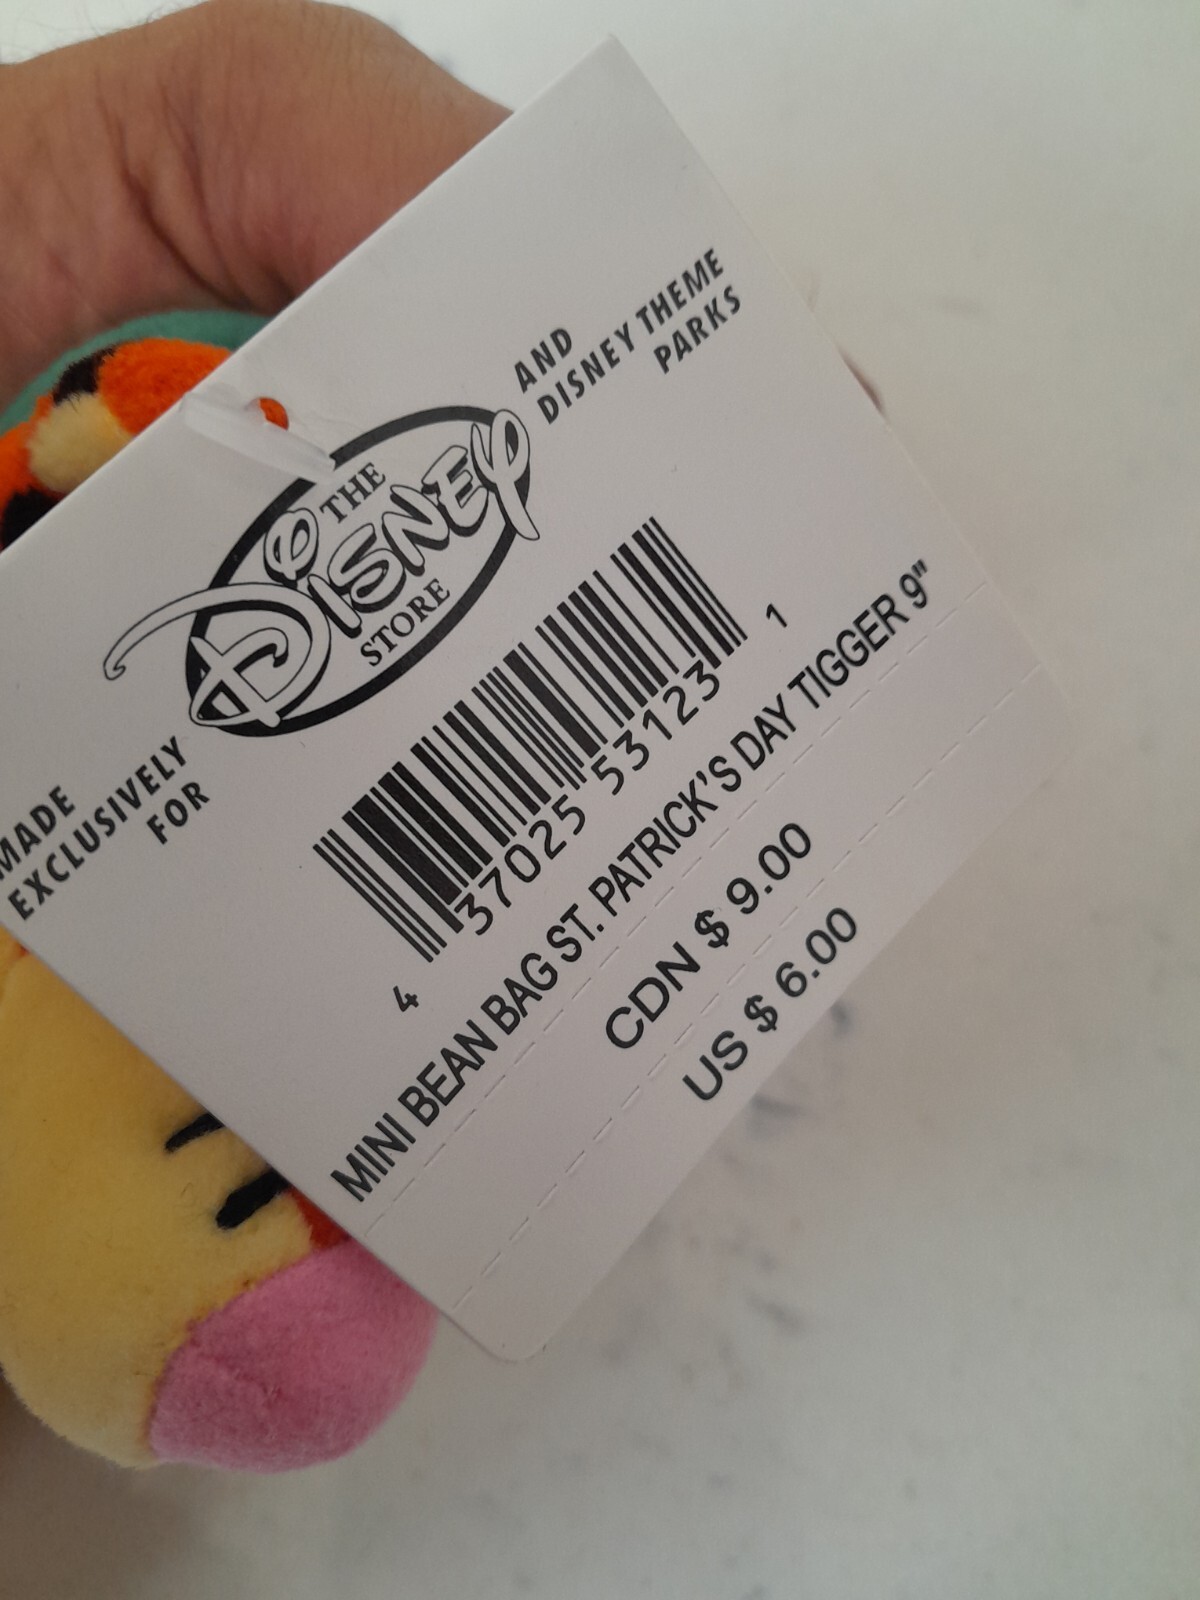 MADE
EXCLUSIVELY
FOR
THE
DISNEY
STORE
AND
DISNEY THEME
PARKS
4 37025 53123 1
MINI BEAN BAG ST. PATRICK'S DAY TIGGER 9"
CDN $ 9.00
US $ 6.00